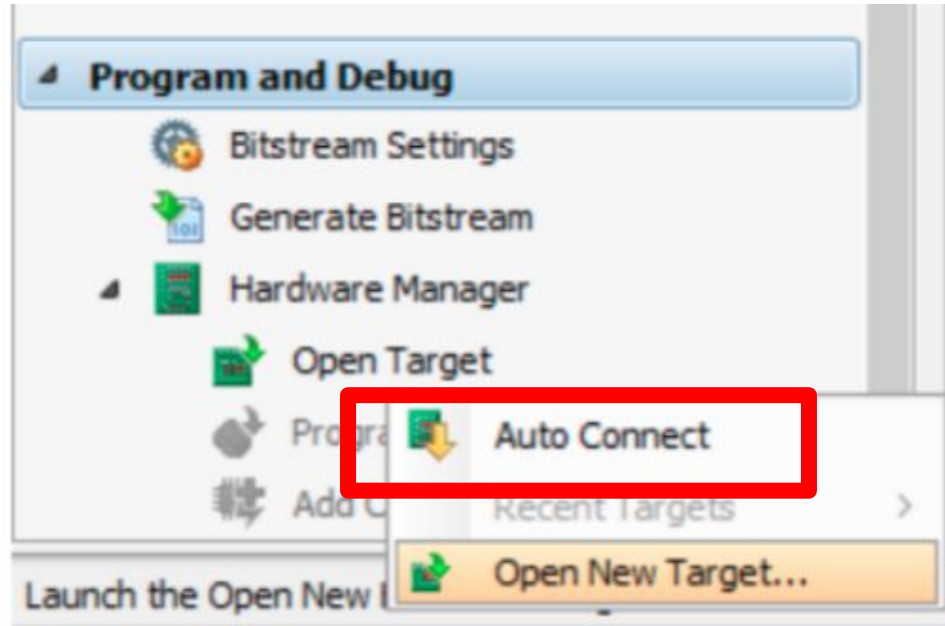 Program and Debug
Bitstream Settings
Generate Bitstream
Hardware Manager
Open Target
Auto Connect
Add
Recent Targets
Open New Target...
Launch the Open New